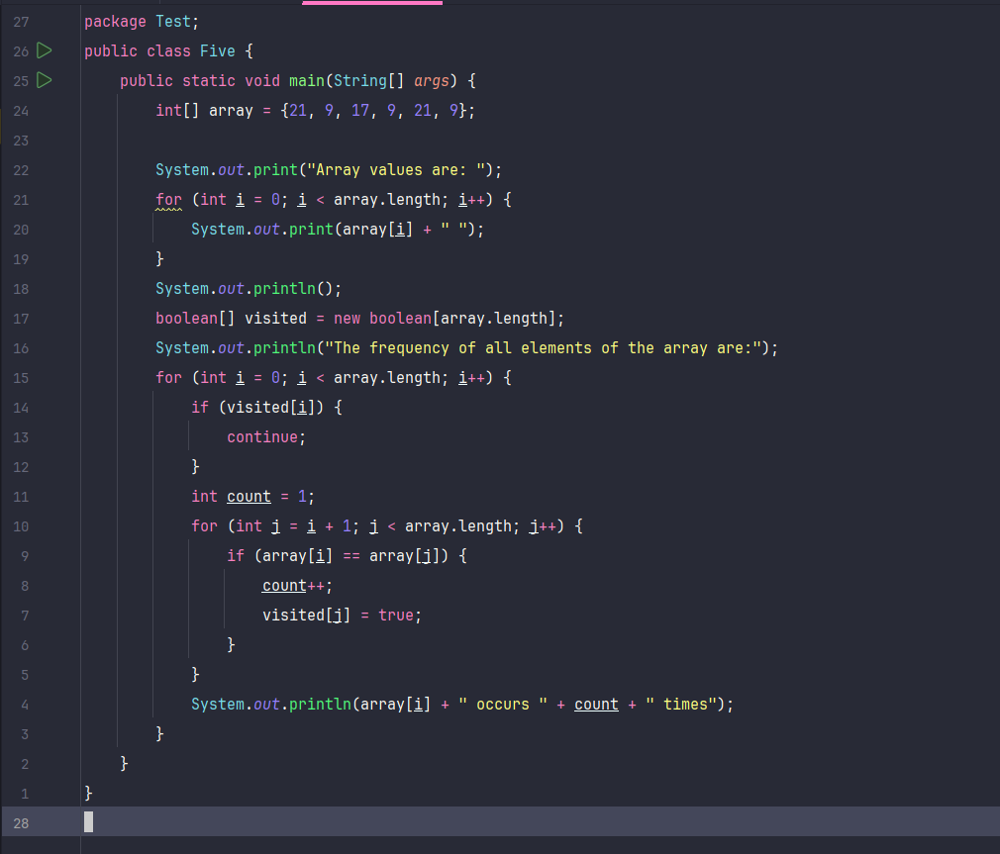 27 package Test;
26 public class Five {
25     public static void main(String[] args) {
24         int[] array = {21, 9, 17, 9, 21, 9};
23
22         System.out.print("Array values are: ");
21         for (int i = 0; i < array.length; i++) {
20             System.out.print(array[i] + " ");
19         }
18         System.out.println();
17         boolean[] visited = new boolean[array.length];
16         System.out.println("The frequency of all elements of the array are:");
15         for (int i = 0; i < array.length; i++) {
14             if (visited[i]) {
13                 continue;
12             }
11             int count = 1;
10             for (int j = i + 1; j < array.length; j++) {
9                 if (array[i] == array[j]) {
8                     count++;
7                     visited[j] = true;
6                 }
5             }
4             System.out.println(array[i] + " occurs " + count + " times");
3         }
2     }
1 }
28